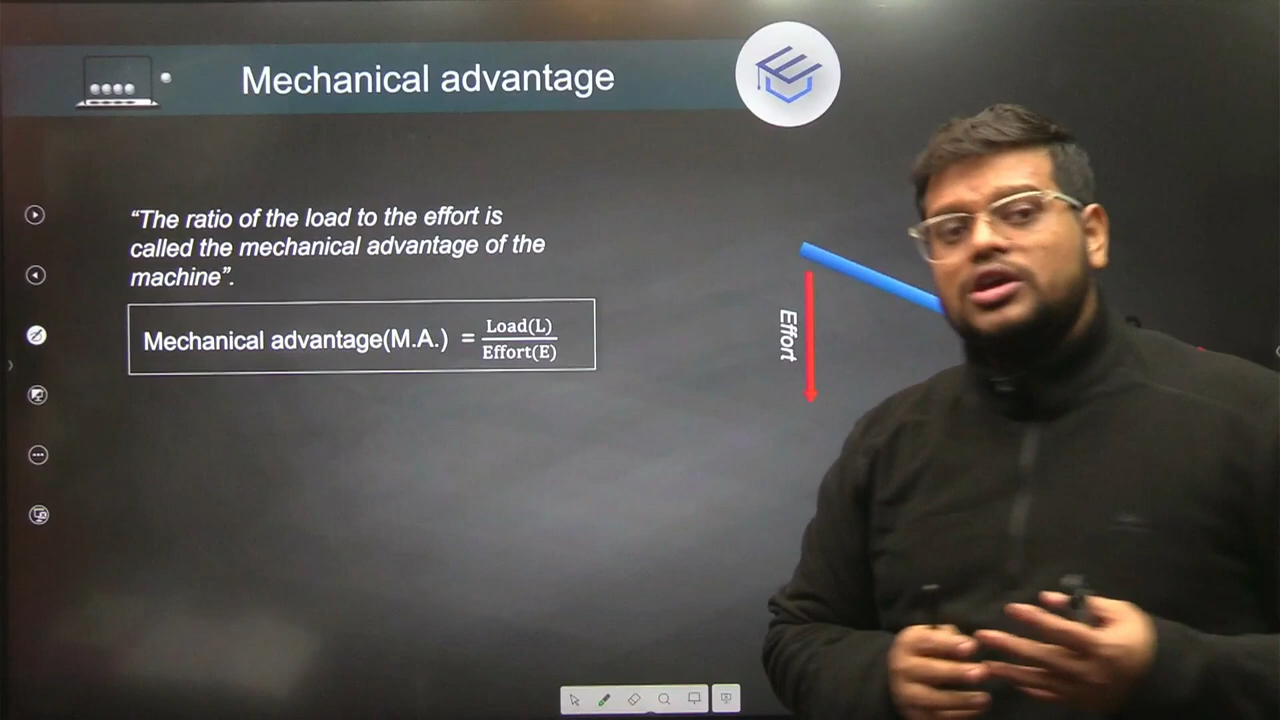 Mechanical advantage
“The ratio of the load to the effort is
called the mechanical advantage of the
machine”.
Mechanical advantage(M.A.) = Load(L)
Effort(E)
Effort